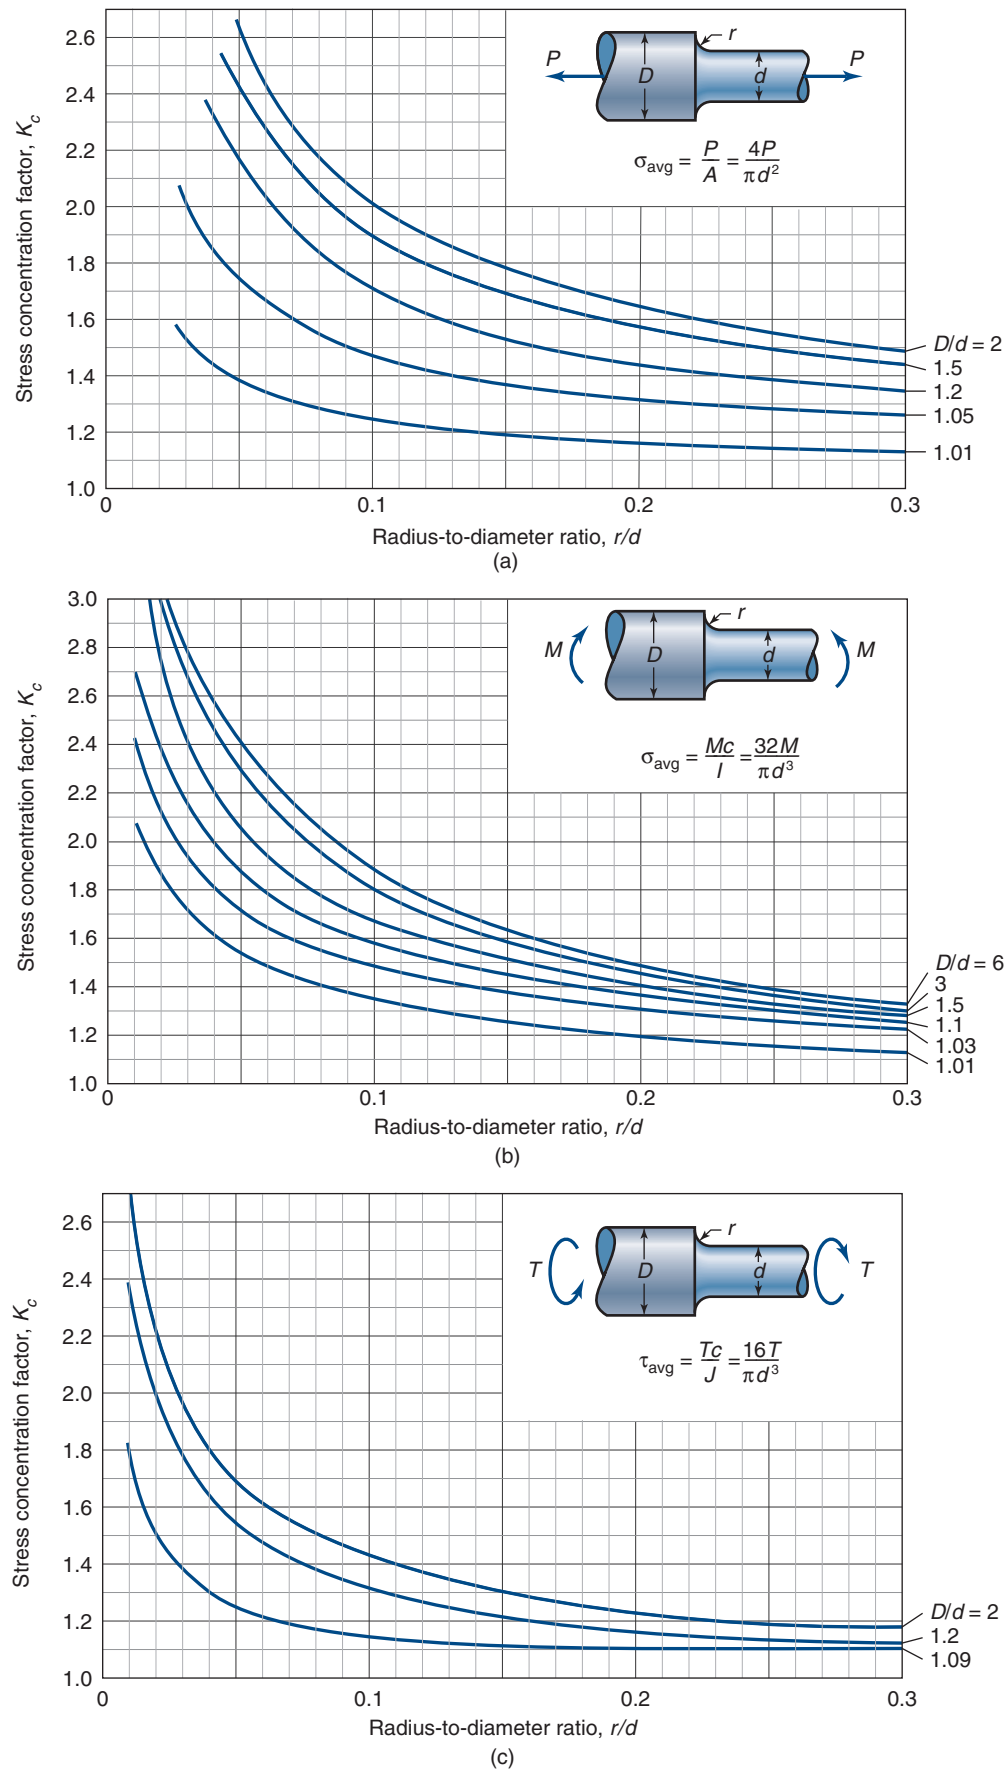 2.6
2.4
2.2
2.0
1.8
1.6
1.4
1.2
1.0
Stress concentration factor, Kc
0
0.1
0.2
0.3
Radius-to-diameter ratio, r/d
(a)
P
D
r
d
P
σavg = P/A = 4P/πd²
D/d = 2
1.5
1.2
1.05
1.01
3.0
2.8
2.6
2.4
2.2
2.0
1.8
1.6
1.4
1.2
1.0
Stress concentration factor, Kc
0
0.1
0.2
0.3
Radius-to-diameter ratio, r/d
(b)
M
D
r
d
M
σavg = Mc/I = 32M/πd³
D/d = 6
3
1.5
1.1
1.03
1.01
2.6
2.4
2.2
2.0
1.8
1.6
1.4
1.2
1.0
Stress concentration factor, Kc
0
0.1
0.2
0.3
Radius-to-diameter ratio, r/d
(c)
T
D
r
d
T
τavg = Tc/J = 16T/πd³
D/d = 2
1.2
1.09